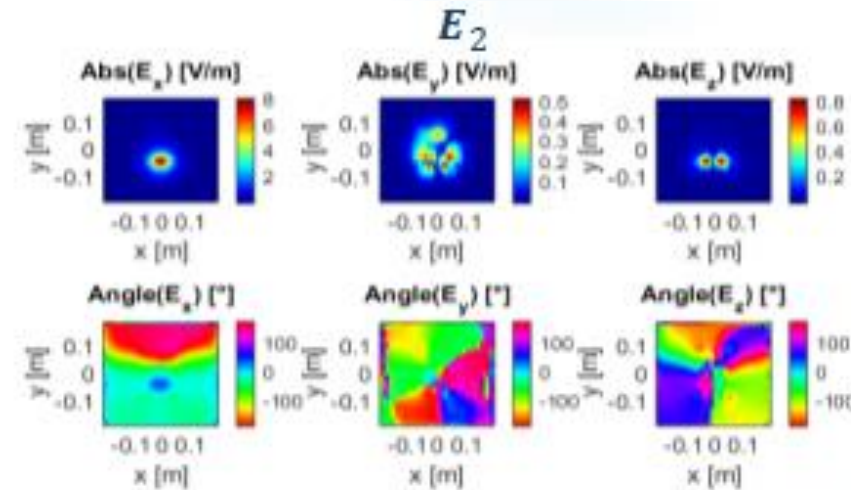 E₂
Abs(Eₓ) [V/m] Abs(E_y) [V/m] Abs(E_z) [V/m]
0.1 0 -0.1 y [m] 8 6 4 2 0.1 0 -0.1 y [m] 0.5 0.4 0.3 0.2 0.1 0.1 0 -0.1 y [m] 0.8 0.6 0.4 0.2
-0.1 0 0.1 -0.1 0 0.1 -0.1 0 0.1
x [m] x [m] x [m]
Angle(Eₓ) [°] Angle(E_y) [°] Angle(E_z) [°]
0.1 0 -0.1 y [m] 100 0 -100 0.1 0 -0.1 y [m] 100 0 -100 0.1 0 -0.1 y [m] 100 0 -100
-0.1 0 0.1 -0.1 0 0.1 -0.1 0 0.1
x [m] x [m] x [m]